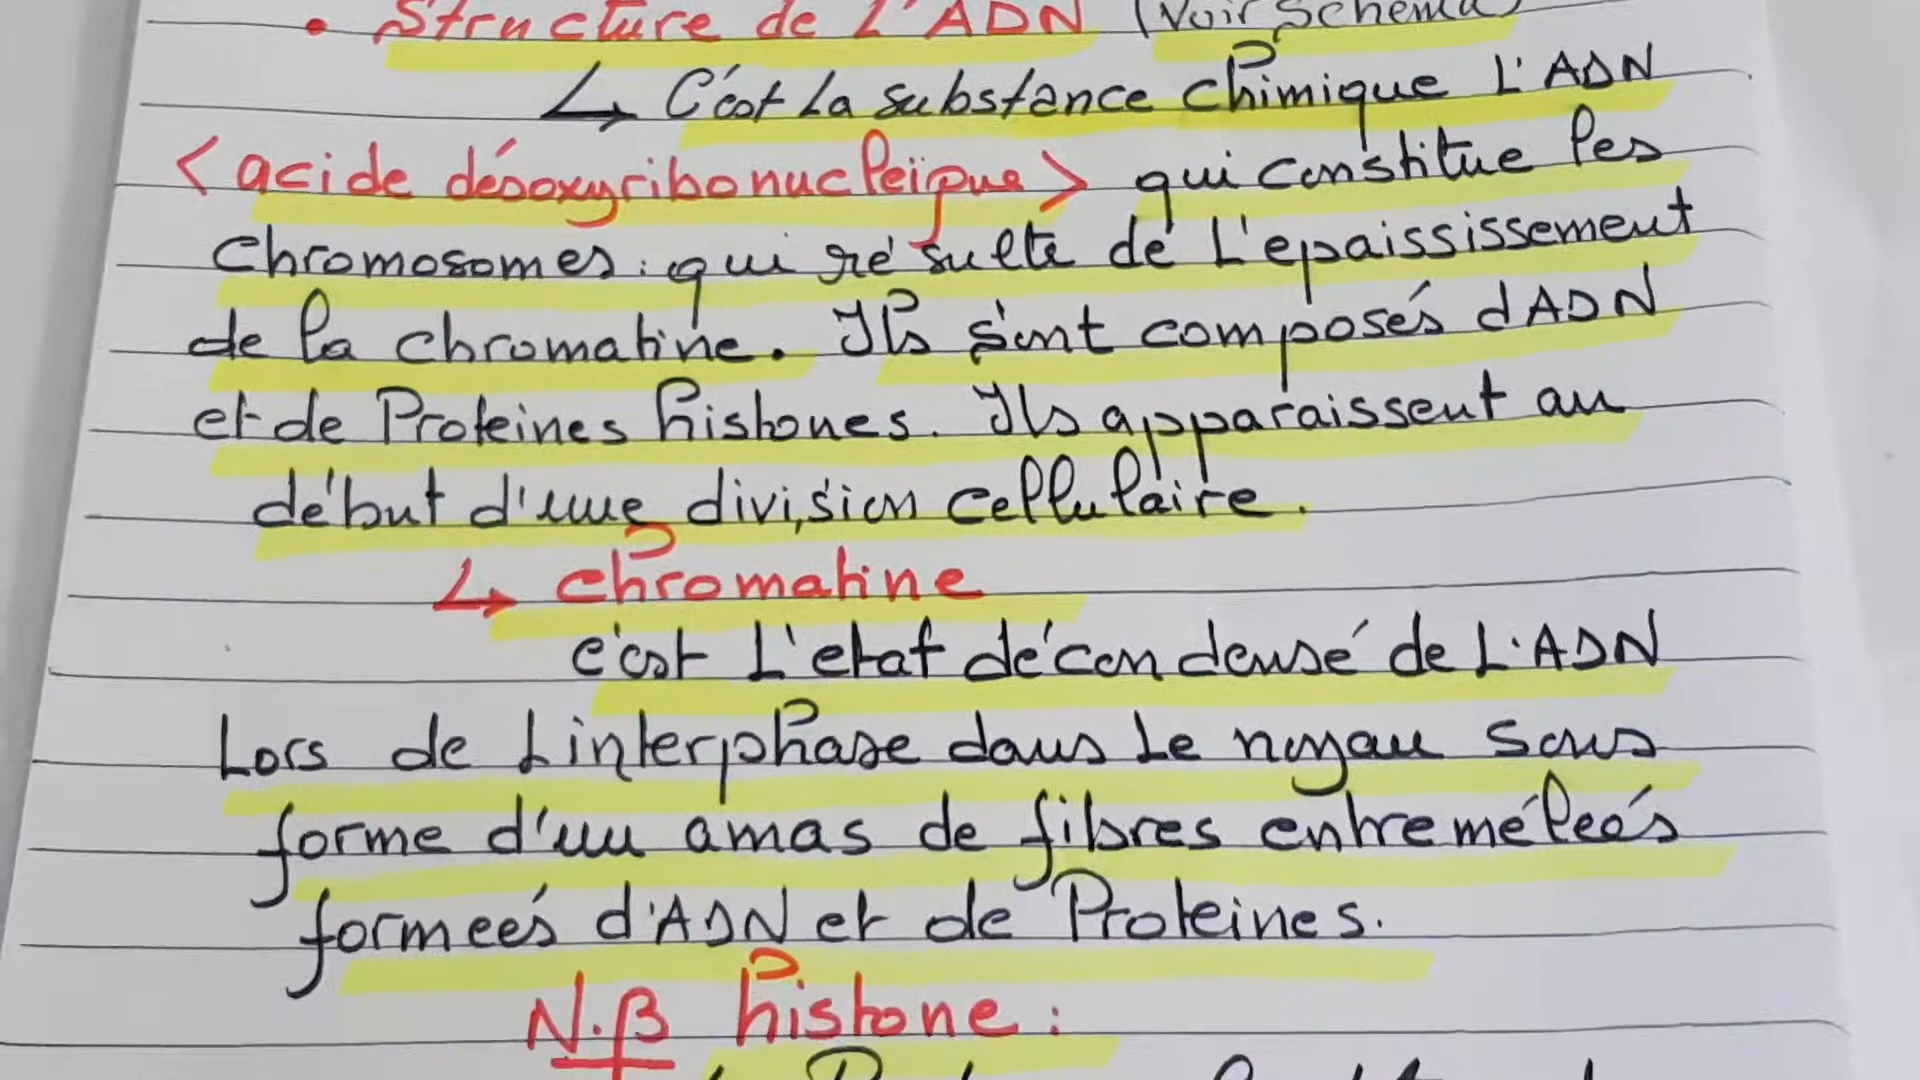 • Structure de L'ADN (Voir Schema)
↳ C'est La substance chimique L'ADN
<acide désoxyribonucleïque> qui constitue les
chromosomes: qui résulte de L'epaississement
de la chromatine. Ils sont composés d'ADN
et de Proteines histones. Ils apparaissent au
début d'une division cellulaire.
↳ chromatine
c'est L'etat décondensé de L'ADN
Lors de Linterphase dans Le noyau sous
forme d'un amas de fibres entreméleés
formeés d'ADN et de Proteines.
N.B histone: